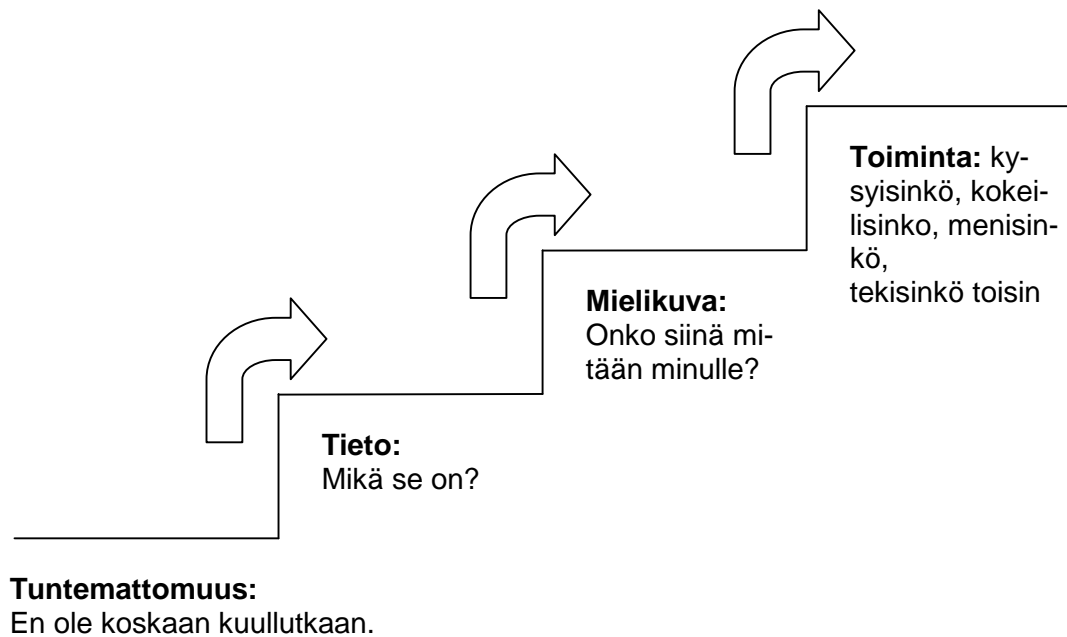 Toiminta: ky-
syisinkö, kokei-
lisinko, menisin-
kö,
tekisinkö toisin
Mielikuva:
Onko siinä mi-
tään minulle?
Tieto:
Mikä se on?
Tuntemattomuus:
En ole koskaan kuullutkaan.